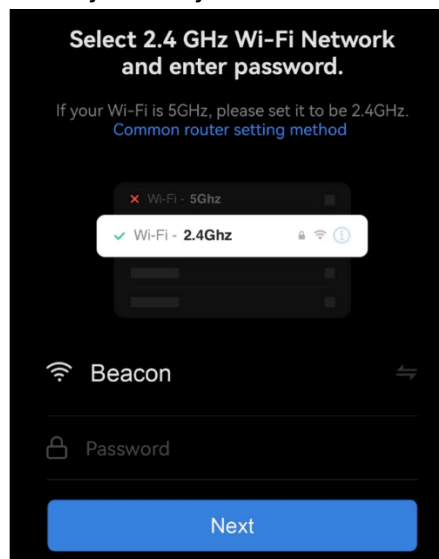 Select 2.4 GHz Wi-Fi Network
and enter password.
If your Wi-Fi is 5GHz, please set it to be 2.4GHz.
Common router setting method
Wi-Fi - 5Ghz
Wi-Fi - 2.4Ghz
Beacon
Password
Next